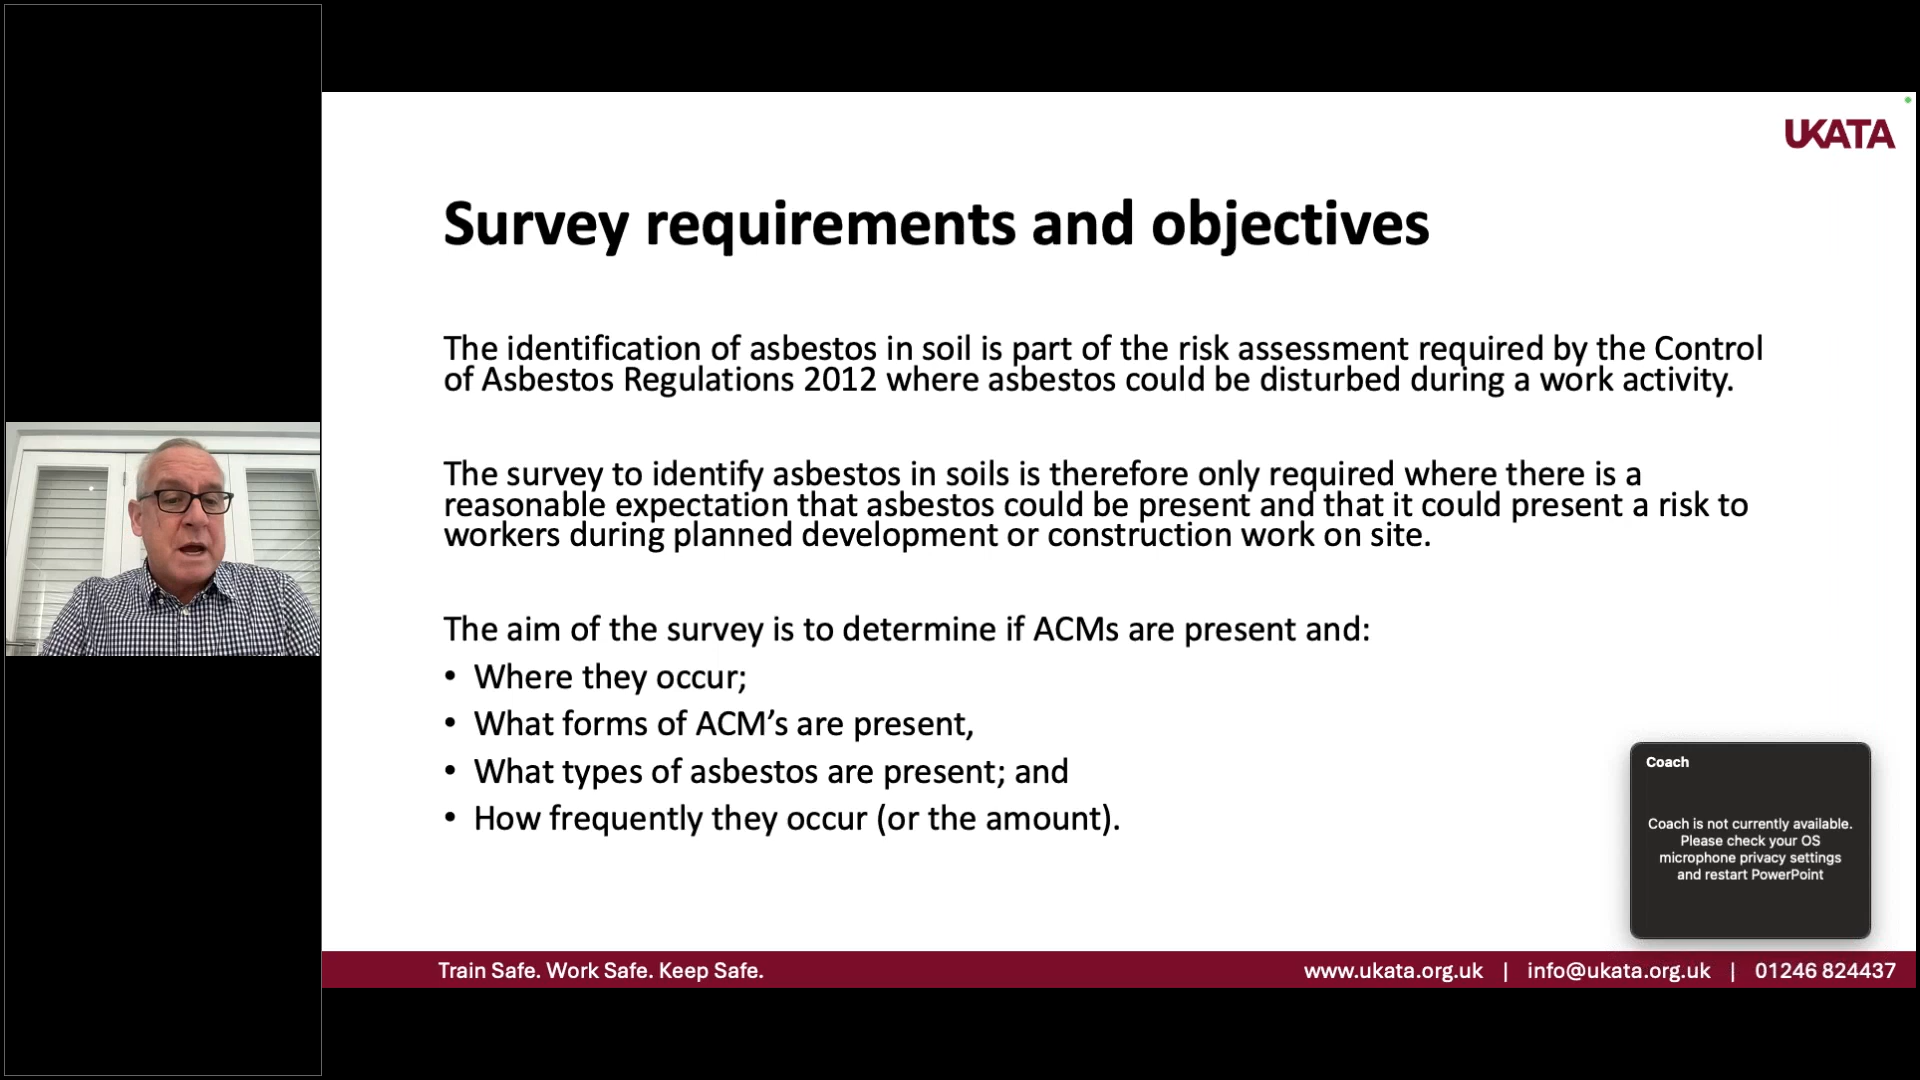 UKATA
Survey requirements and objectives
The identification of asbestos in soil is part of the risk assessment required by the Control
of Asbestos Regulations 2012 where asbestos could be disturbed during a work activity.
The survey to identify asbestos in soils is therefore only required where there is a
reasonable expectation that asbestos could be present and that it could present a risk to
workers during planned development or construction work on site.
The aim of the survey is to determine if ACMs are present and:
• Where they occur;
• What forms of ACM’s are present,
• What types of asbestos are present; and
• How frequently they occur (or the amount).
Coach
Coach is not currently available.
Please check your OS
microphone privacy settings
and restart PowerPoint
Train Safe. Work Safe. Keep Safe.
www.ukata.org.uk | info@ukata.org.uk | 01246 824437